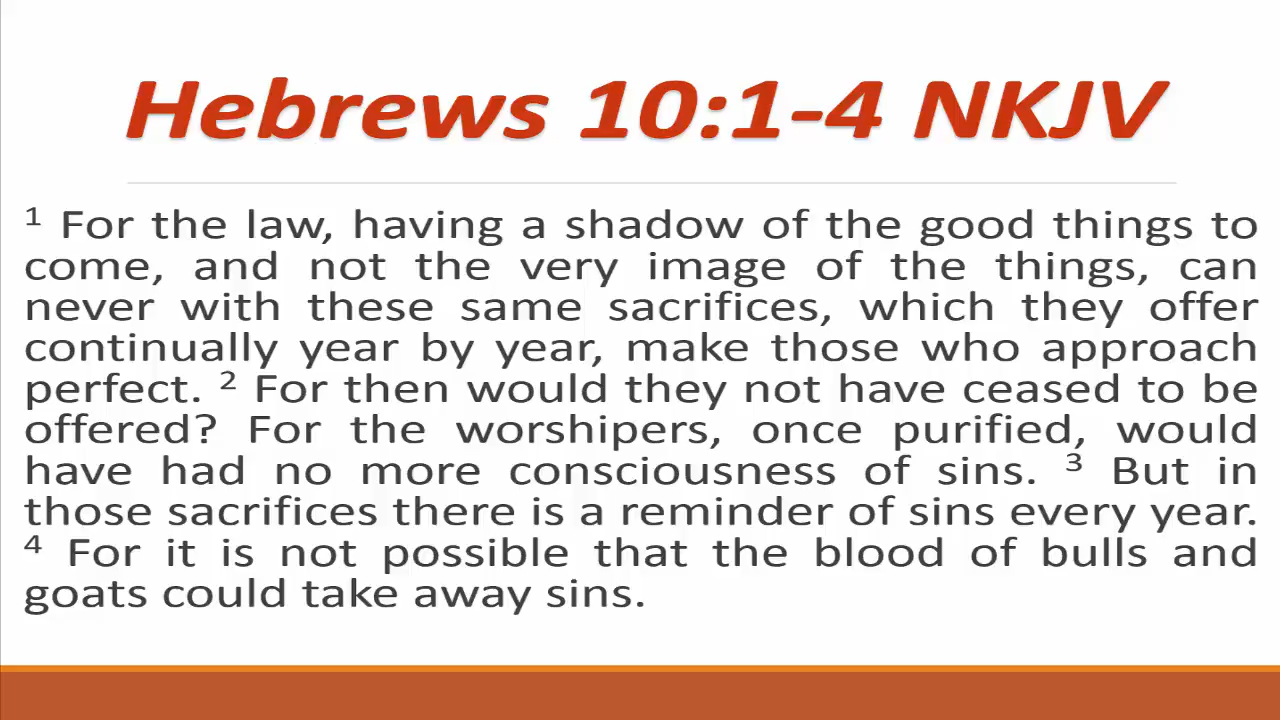 Hebrews 10:1-4 NKJV
1 For the law, having a shadow of the good things to
come, and not the very image of the things, can
never with these same sacrifices, which they offer
continually year by year, make those who approach
perfect. 2 For then would they not have ceased to be
offered? For the worshipers, once purified, would
have had no more consciousness of sins. 3 But in
those sacrifices there is a reminder of sins every year.
4 For it is not possible that the blood of bulls and
goats could take away sins.